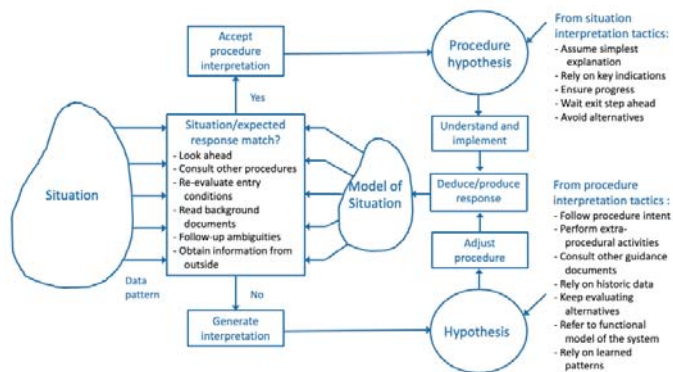 Accept
procedure
interpretation
Procedure
hypothesis
From situation
interpretation tactics:
- Assume simplest
explanation
- Rely on key indications
- Ensure progress
- Wait exit step ahead
- Avoid alternatives
Yes
Situation
Data
pattern
Situation/expected
response match?
- Look ahead
- Consult other procedures
- Re-evaluate entry
conditions
- Read background
documents
- Follow-up ambiguities
- Obtain information from
outside
Model of
Situation
Understand and
implement
Deduce/produce
response
Adjust
procedure
From procedure
interpretation tactics :
- Follow procedure intent
- Perform extra-
procedural activities
- Consult other guidance
documents
- Rely on historic data
- Keep evaluating
alternatives
- Refer to functional
model of the system
- Rely on learned
patterns
No
Generate
interpretation
Hypothesis